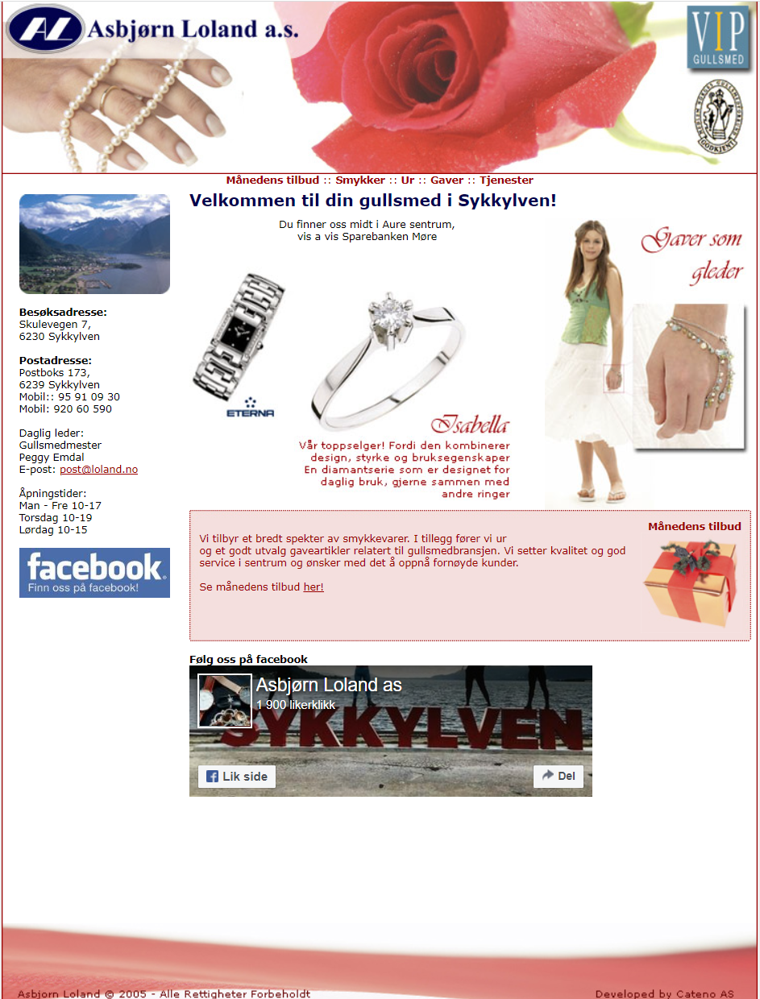 AL Asbjørn Loland a.s.
VIP
GULLSMED
GODKJENT
Månedens tilbud :: Smykker :: Ur :: Gaver :: Tjenester
Velkommen til din gullsmed i Sykkylven!
Du finner oss midt i Aure sentrum,
vis a vis Sparebanken Møre
Gaver som
gleder
ETERNA
Isabella
Vår toppselger! Fordi den kombinerer
design, styrke og bruksegenskaper
En diamantserie som er designet for
daglig bruk, gjerne sammen med
andre ringer
Besøksadresse:
Skulevegen 7,
6230 Sykkylven
Postadresse:
Postboks 173,
6239 Sykkylven
Mobil:: 95 91 09 30
Mobil: 920 60 590
Daglig leder:
Gullsmedmester
Peggy Emdal
E-post: post@loland.no
Åpningstider:
Man - Fre 10-17
Torsdag 10-19
Lørdag 10-15
facebook
Finn oss på facebook!
Månedens tilbud
Vi tilbyr et bredt spekter av smykkevarer. I tillegg fører vi ur
og et godt utvalg gaveartikler relatert til gullsmedbransjen. Vi setter kvalitet og god
service i sentrum og ønsker med det å oppnå fornøyde kunder.
Se månedens tilbud her!
Følg oss på facebook
Asbjørn Loland as
1 900 likerklikk
SYKKYLVEN
Lik side
Del
Asbjorn Loland © 2005 - Alle Rettigheter Forbeholdt
Developed by Cateno AS